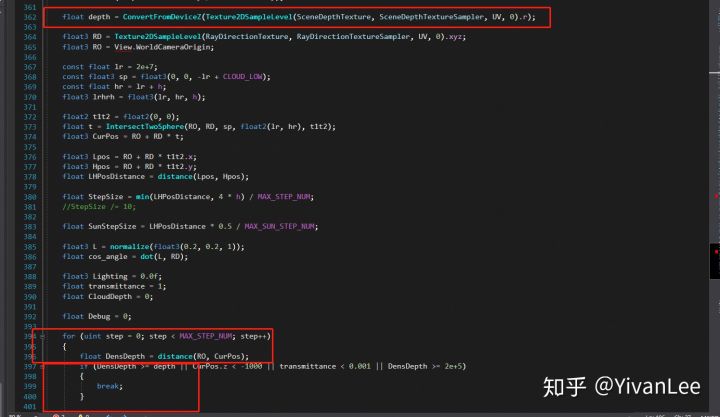 361
362 float depth = ConvertFromDeviceZ(Texture2DSampleLevel(SceneDepthTexture, SceneDepthTextureSampler, UV, 0).r);
363
364 float3 RD = Texture2DSampleLevel(RayDirectionTexture, RayDirectionTextureSampler, UV, 0).xyz;
365 float3 RO = View.WorldCameraOrigin;
366
367 const float lr = 2e+7;
368 const float3 sp = float3(0, 0, -lr + CLOUD_LOW);
369 const float hr = lr + h;
370 float3 lrhrh = float3(lr, hr, h);
371
372 float2 t1t2 = float2(0, 0);
373 float t = IntersectTwoSphere(RO, RD, sp, float2(lr, hr), t1t2);
374 float3 CurPos = RO + RD * t;
375
376 float3 Lpos = RO + RD * t1t2.x;
377 float3 Hpos = RO + RD * t1t2.y;
378 float LHPosDistance = distance(Lpos, Hpos);
379
380 float StepSize = min(LHPosDistance, 4 * h) / MAX_STEP_NUM;
381 //StepSize /= 10;
382
383 float SunStepSize = LHPosDistance * 0.5 / MAX_SUN_STEP_NUM;
384
385 float3 L = normalize(float3(0.2, 0.2, 1));
386 float cos_angle = dot(L, RD);
387
388 float3 Lighting = 0.0f;
389 float transmittance = 1;
390 float CloudDepth = 0;
391
392 float Debug = 0;
393
394 for (uint step = 0; step < MAX_STEP_NUM; step++)
395 {
396 float DensDepth = distance(RO, CurPos);
397 if (DensDepth >= depth || CurPos.z < -1000 || transmittance < 0.001 || DensDepth >= 2e+5)
398 {
399 break;
400 }
401
知乎 @YivanLee